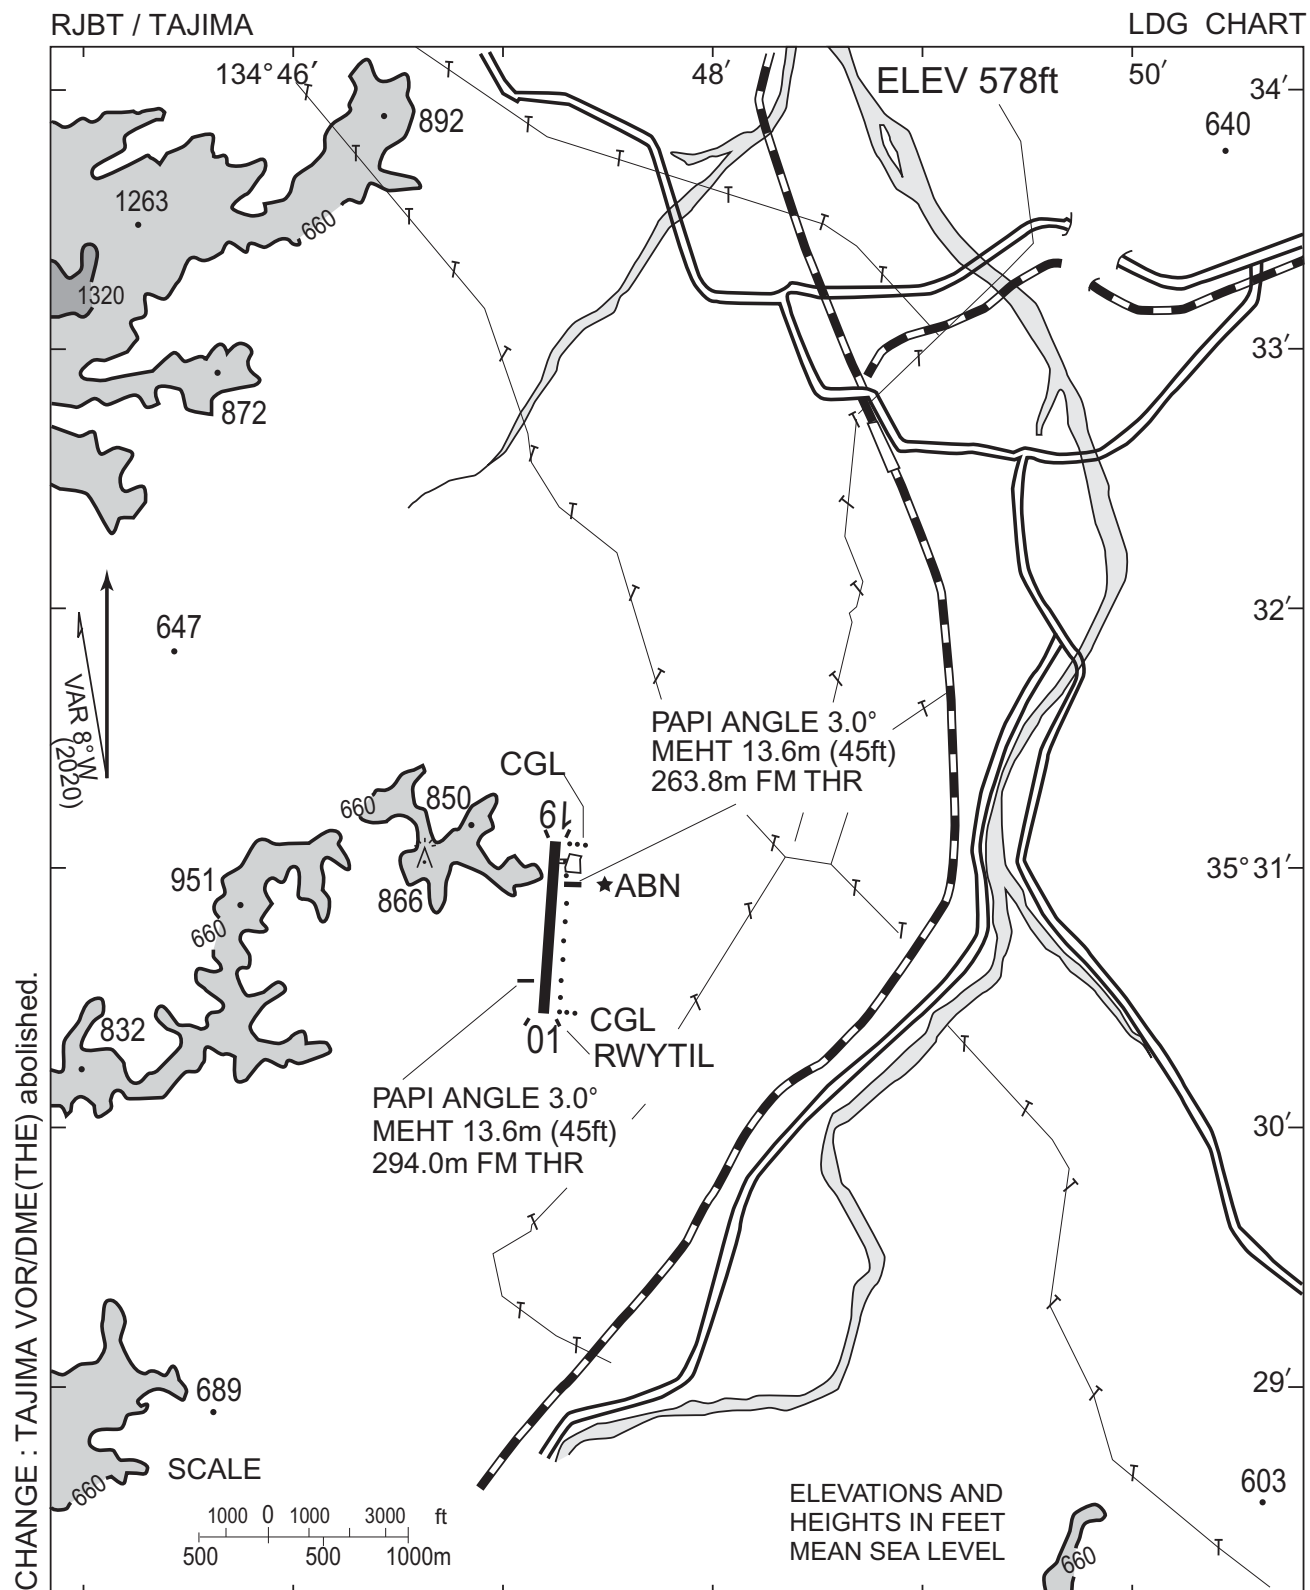 RJBT / TAJIMA
LDG CHART
134°46′
48′
50′
34′
ELEV 578ft
892
640
1263
660
1320
33′
872
32′
647
VAR 8°W
(2020)
PAPI ANGLE 3.0°
MEHT 13.6m (45ft)
263.8m FM THR
CGL
660
850
19
951
866
ABN
35°31′
660
832
01
CGL
RWYTIL
PAPI ANGLE 3.0°
MEHT 13.6m (45ft)
294.0m FM THR
30′
29′
689
660
SCALE
1000 0 1000 3000 ft
500 500 1000m
ELEVATIONS AND
HEIGHTS IN FEET
MEAN SEA LEVEL
603
660
CHANGE : TAJIMA VOR/DME(THE) abolished.